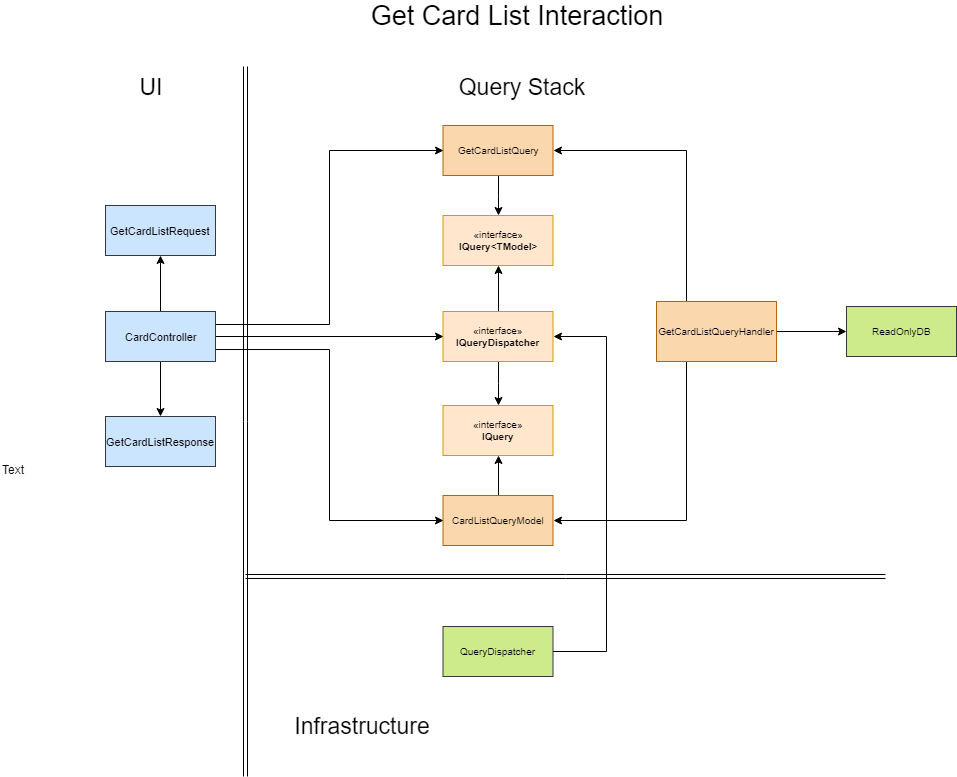 Get Card List Interaction
UI
Query Stack
GetCardListQuery
GetCardListRequest
«interface»
IQuery<TModel>
CardController
«interface»
IQueryDispatcher
GetCardListQueryHandler
ReadOnlyDB
GetCardListResponse
«interface»
IQuery
Text
CardListQueryModel
QueryDispatcher
Infrastructure